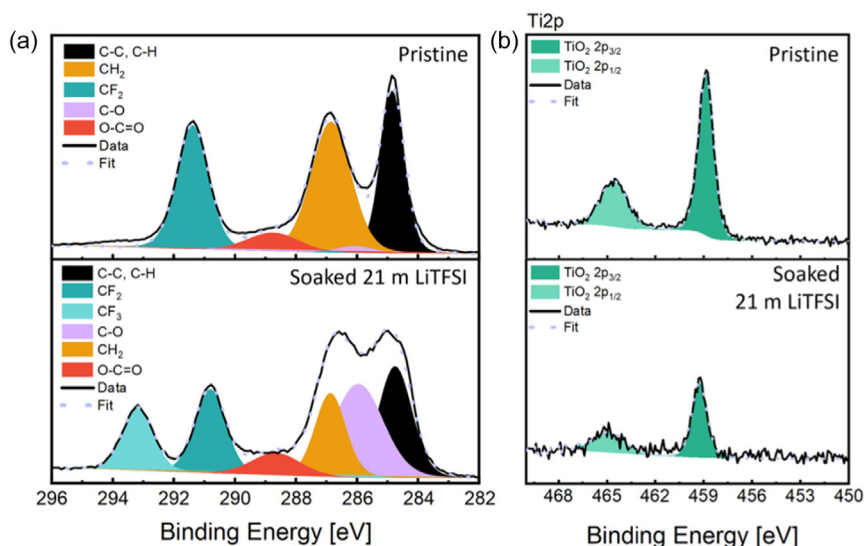 (a)
C-C, C-H
CH2
CF2
C-O
O-C=O
Data
Fit
Pristine
C-C, C-H
CF2
CF3
C-O
CH2
O-C=O
Data
Fit
Soaked 21 m LiTFSI
296 294 292 290 288 286 284 282
Binding Energy [eV]
(b)
Ti2p
TiO2 2p3/2
TiO2 2p1/2
Data
Fit
Pristine
TiO2 2p3/2
TiO2 2p1/2
Data
Fit
Soaked
21 m LiTFSI
468 465 462 459 456 453 450
Binding Energy [eV]